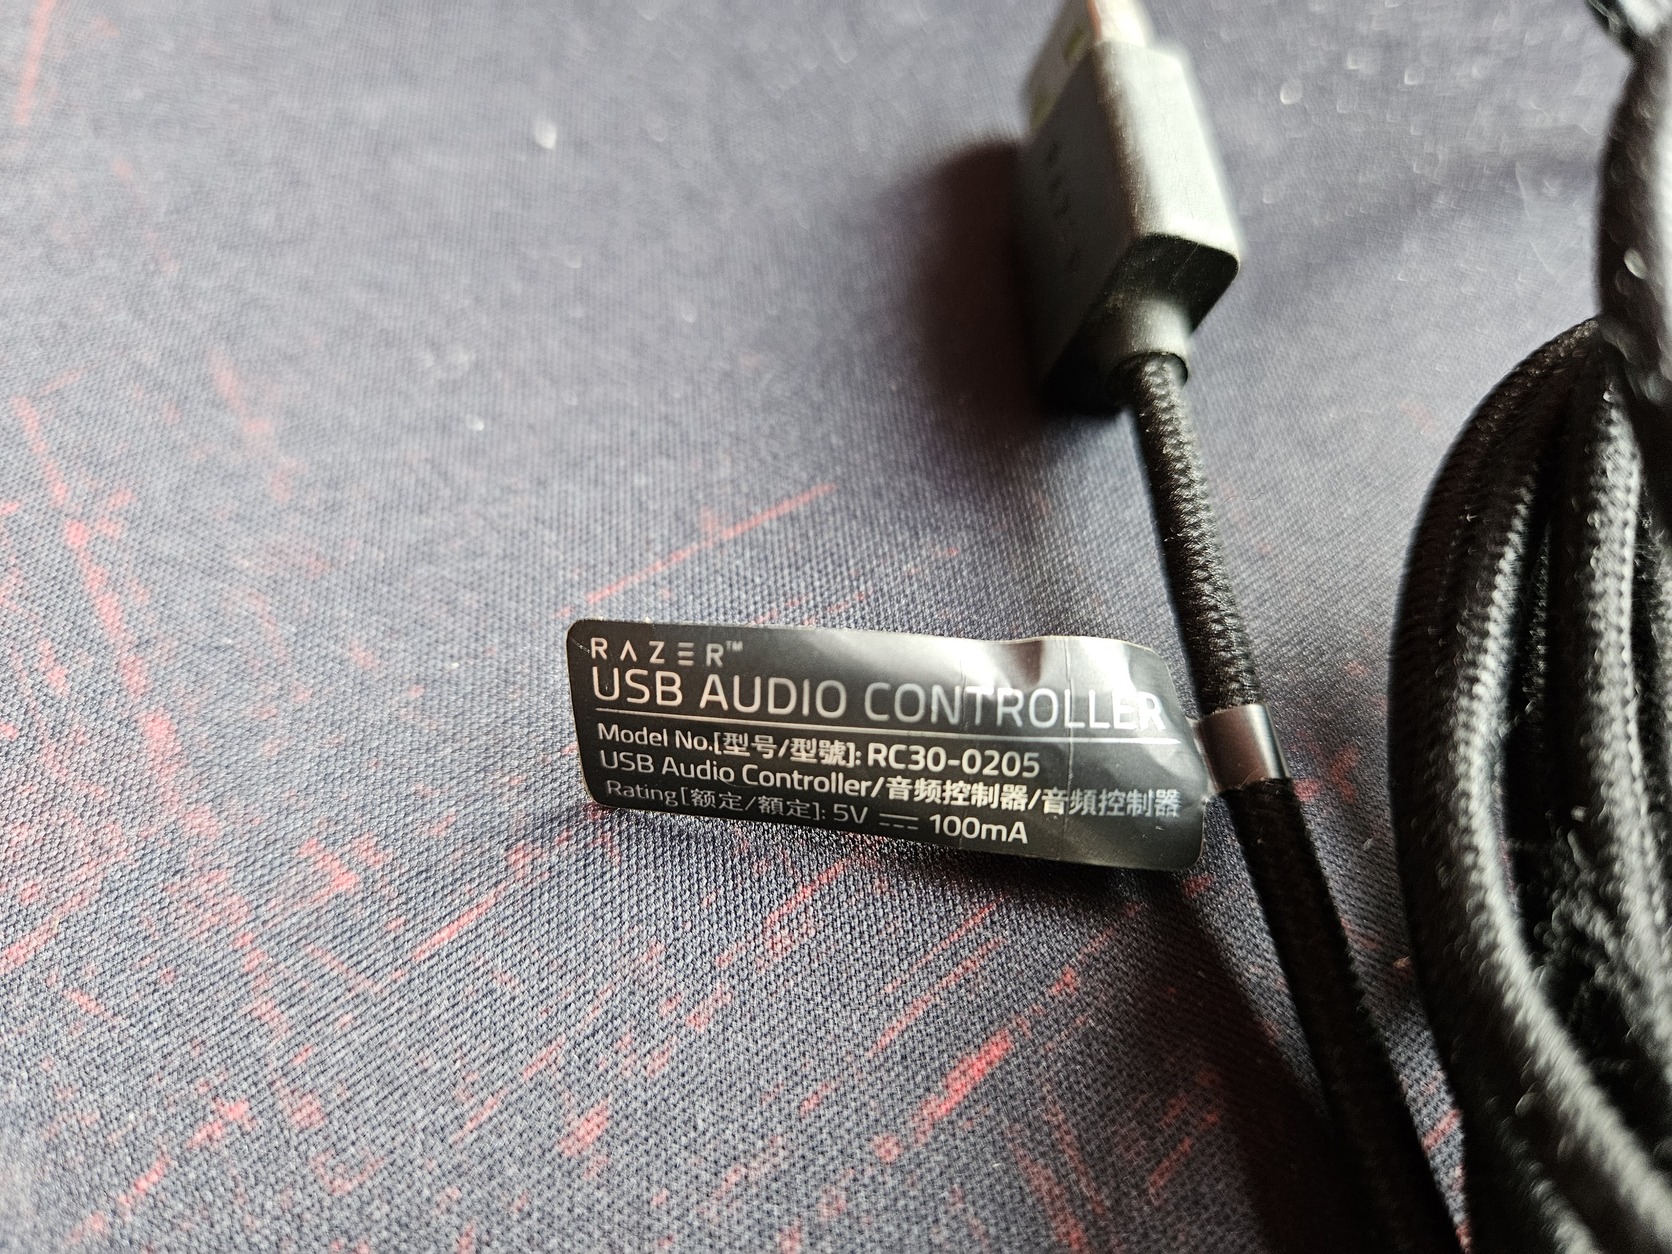 RAZER™
USB AUDIO CONTROLLER
Model No.[型号/型號]: RC30-0205
USB Audio Controller/音频控制器/音頻控制器
Rating[额定/額定]: 5V ⎓ 100mA